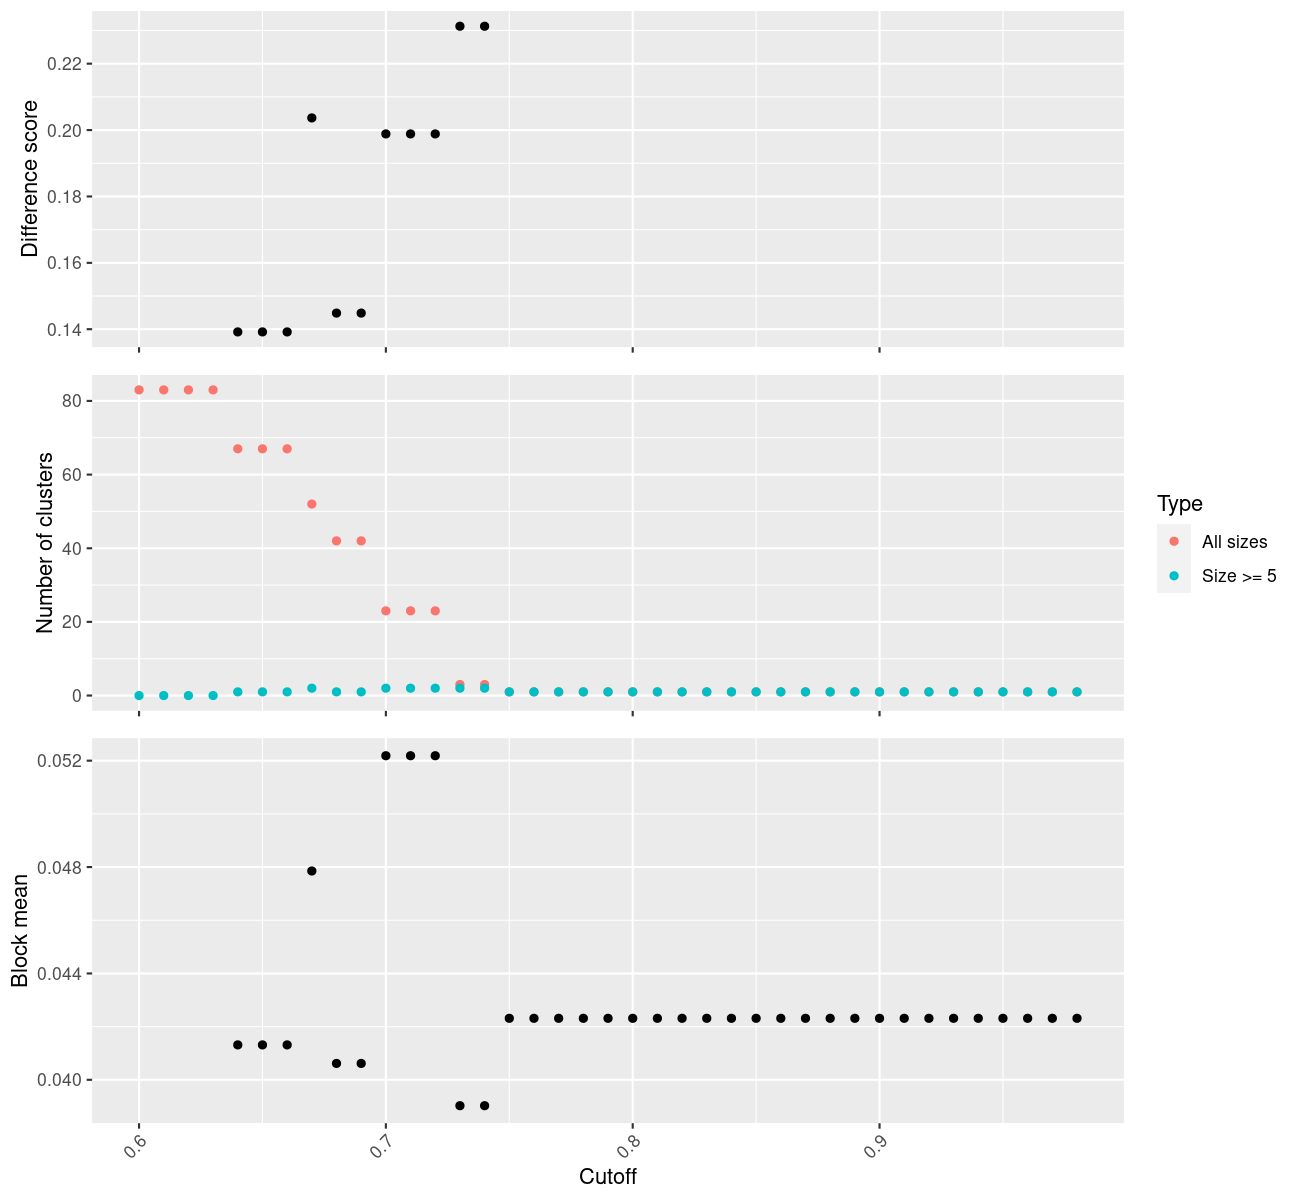 Difference score
0.22
0.20
0.18
0.16
0.14
Number of clusters
80
60
40
20
0
Type
All sizes
Size >= 5
Block mean
0.052
0.048
0.044
0.040
0.6
0.7
0.8
0.9
Cutoff